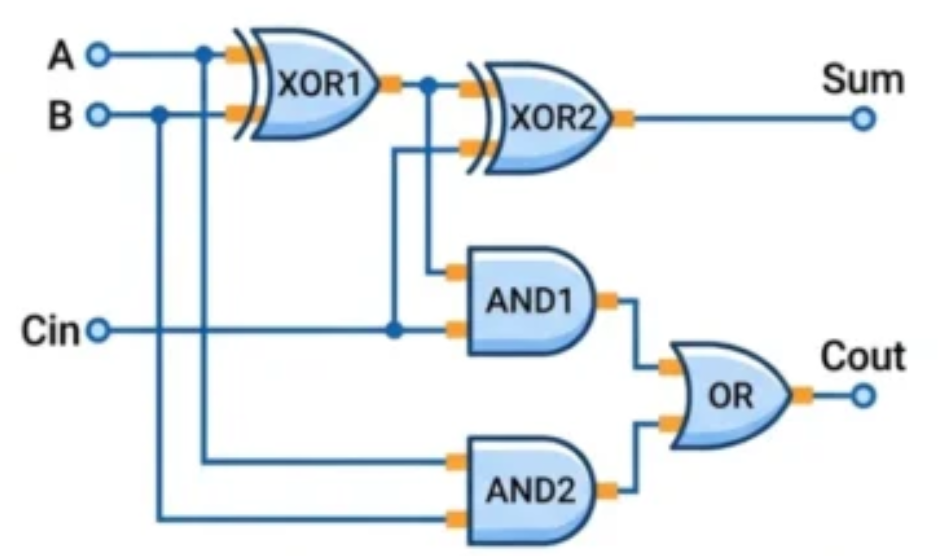 A
XOR1
Sum
B
XOR2
AND1
Cin
Cout
OR
AND2